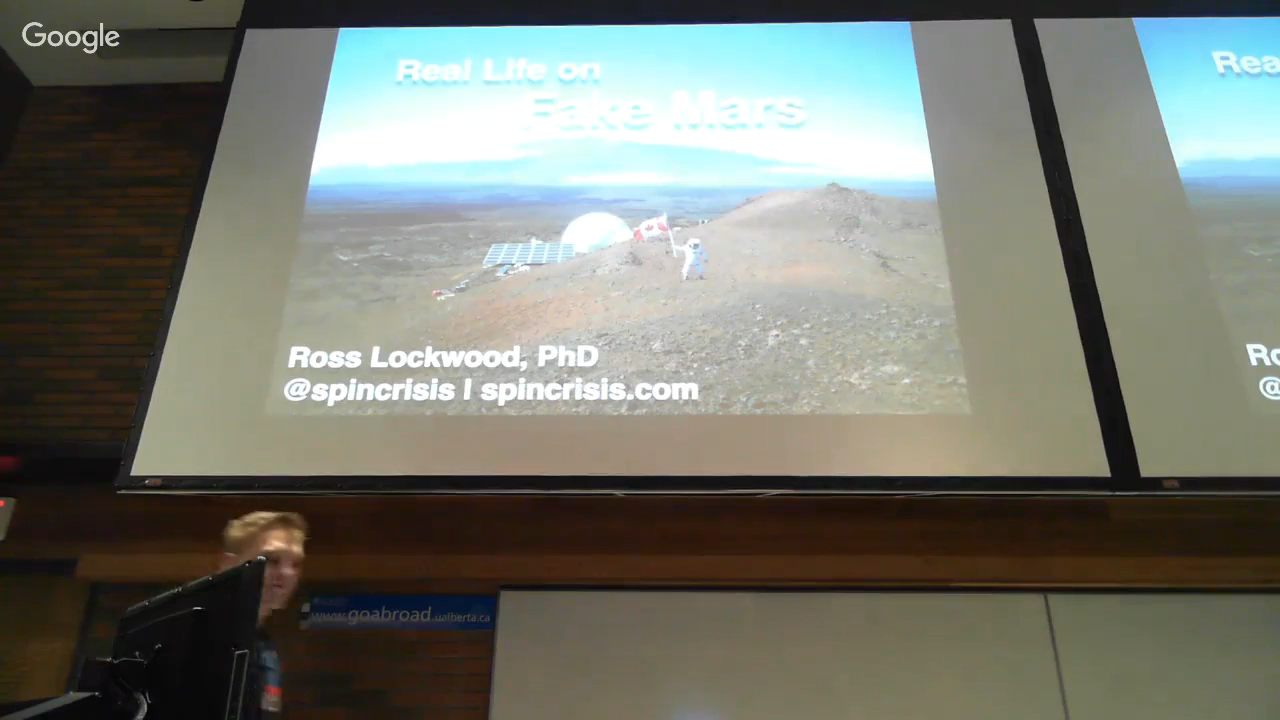 Google
Real Life on
Fake Mars
Ross Lockwood, PhD
@spincrisis | spincrisis.com
Rea
Ro
@
www.goabroad.ualberta.ca